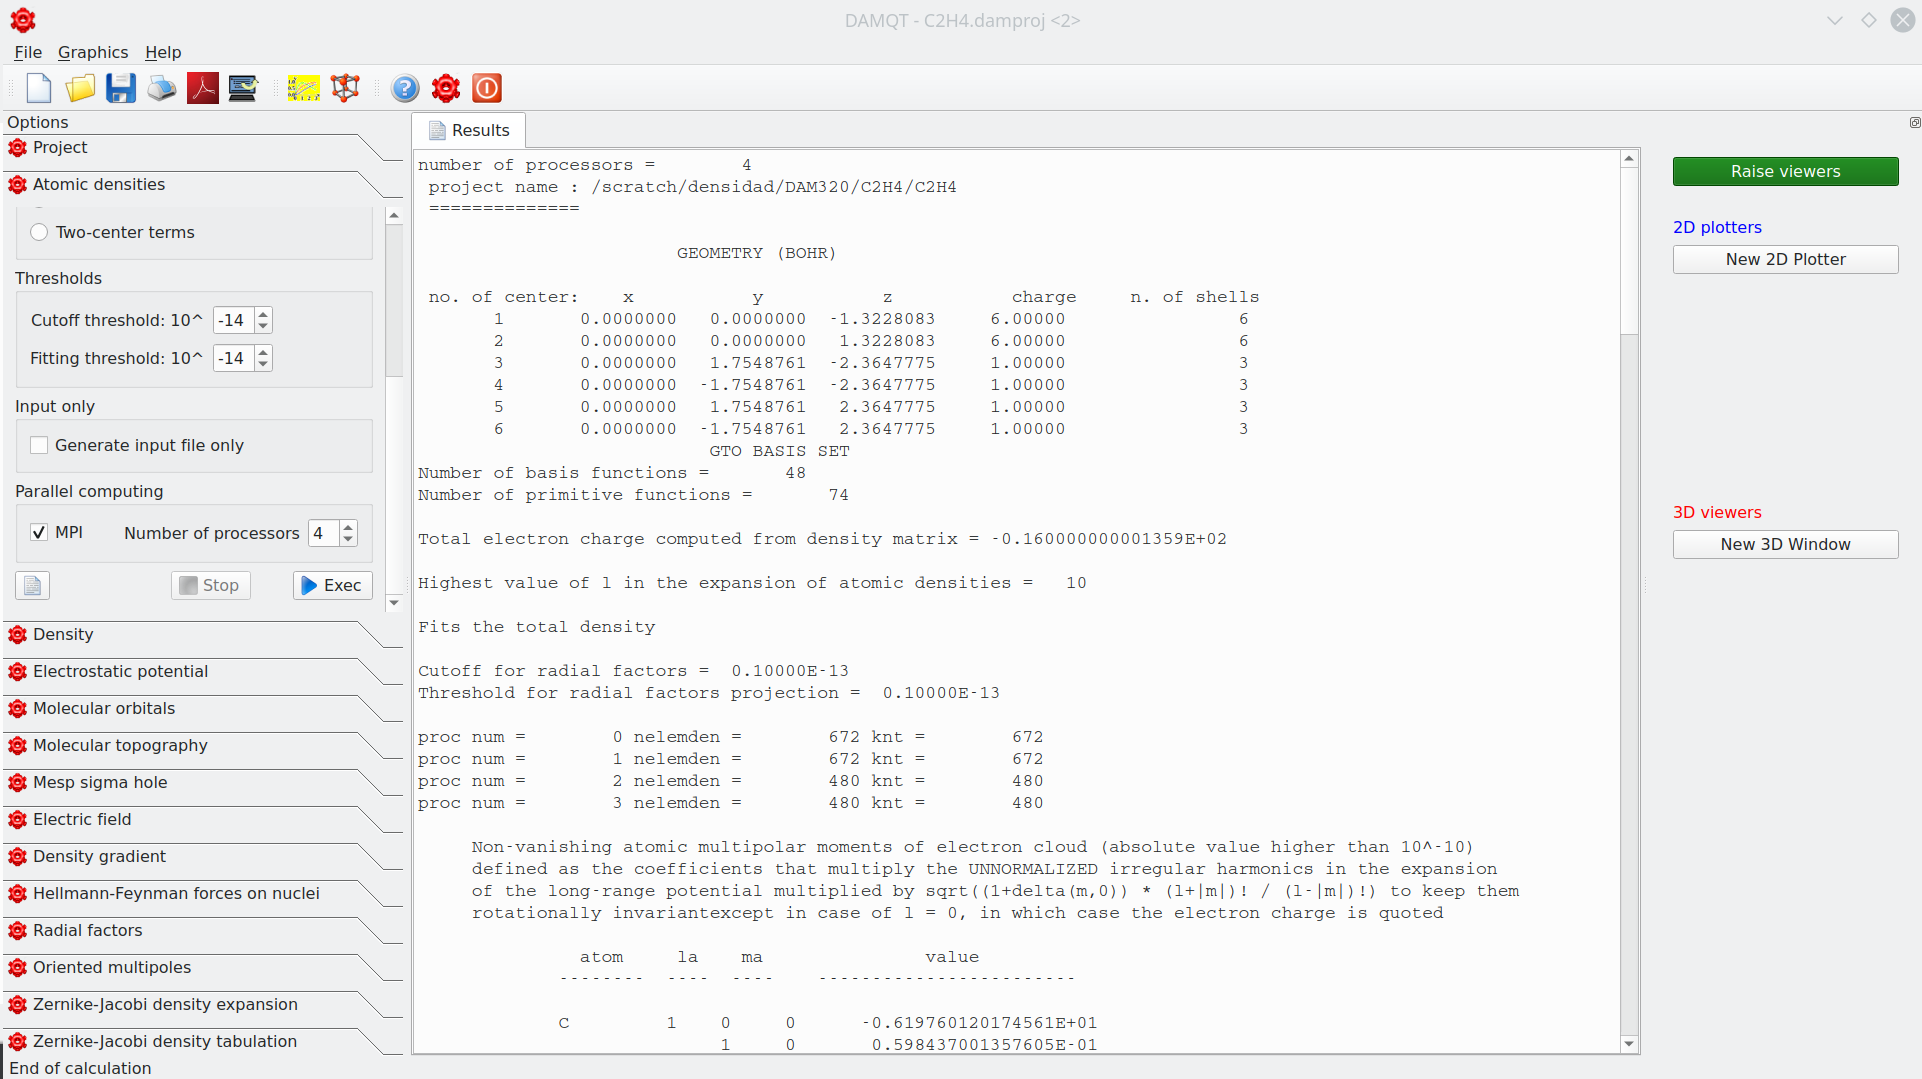 DAMQT - C2H4.damproj <2>
File Graphics Help
Options
Project
Atomic densities
Two-center terms
Thresholds
Cutoff threshold: 10^ -14
Fitting threshold: 10^ -14
Input only
Generate input file only
Parallel computing
MPI Number of processors 4
Stop Exec
Density
Electrostatic potential
Molecular orbitals
Molecular topography
Mesp sigma hole
Electric field
Density gradient
Hellmann-Feynman forces on nuclei
Radial factors
Oriented multipoles
Zernike-Jacobi density expansion
Zernike-Jacobi density tabulation
End of calculation
Results
number of processors = 4
project name : /scratch/densidad/DAM320/C2H4/C2H4
==============
GEOMETRY (BOHR)
no. of center: x y z charge n. of shells
1 0.0000000 0.0000000 -1.3228083 6.00000 6
2 0.0000000 0.0000000 1.3228083 6.00000 6
3 0.0000000 1.7548761 -2.3647775 1.00000 3
4 0.0000000 -1.7548761 -2.3647775 1.00000 3
5 0.0000000 1.7548761 2.3647775 1.00000 3
6 0.0000000 -1.7548761 2.3647775 1.00000 3
GTO BASIS SET
Number of basis functions = 48
Number of primitive functions = 74
Total electron charge computed from density matrix = -0.160000000001359E+02
Highest value of l in the expansion of atomic densities = 10
Fits the total density
Cutoff for radial factors = 0.10000E-13
Threshold for radial factors projection = 0.10000E-13
proc num = 0 nelemden = 672 knt = 672
proc num = 1 nelemden = 672 knt = 672
proc num = 2 nelemden = 480 knt = 480
proc num = 3 nelemden = 480 knt = 480
Non-vanishing atomic multipolar moments of electron cloud (absolute value higher than 10^-10)
defined as the coefficients that multiply the UNNORMALIZED irregular harmonics in the expansion
of the long-range potential multiplied by sqrt((1+delta(m,0)) * (l+|m|)! / (l-|m|)!) to keep them
rotationally invariantexcept in case of l = 0, in which case the electron charge is quoted
atom la ma value
-------- ---- ---- ------------------------
C 1 0 0 -0.619760120174561E+01
1 0 0.598437001357605E-01
Raise viewers
2D plotters
New 2D Plotter
3D viewers
New 3D Window